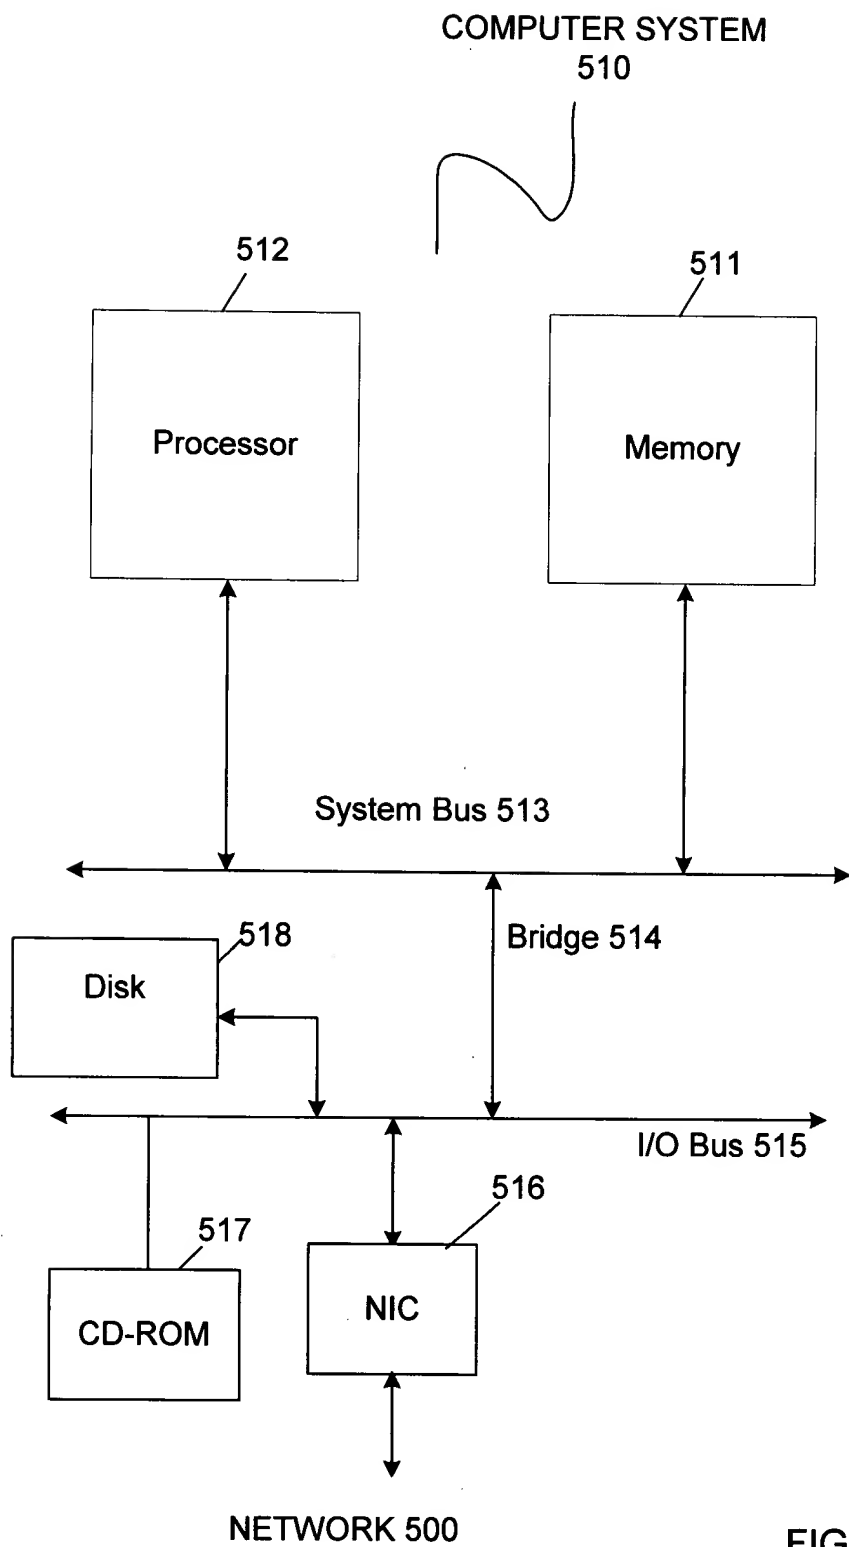 COMPUTER SYSTEM
510
512
511
Processor
Memory
System Bus 513
518
Bridge 514
Disk
I/O Bus 515
516
517
NIC
CD-ROM
NETWORK 500
FIG